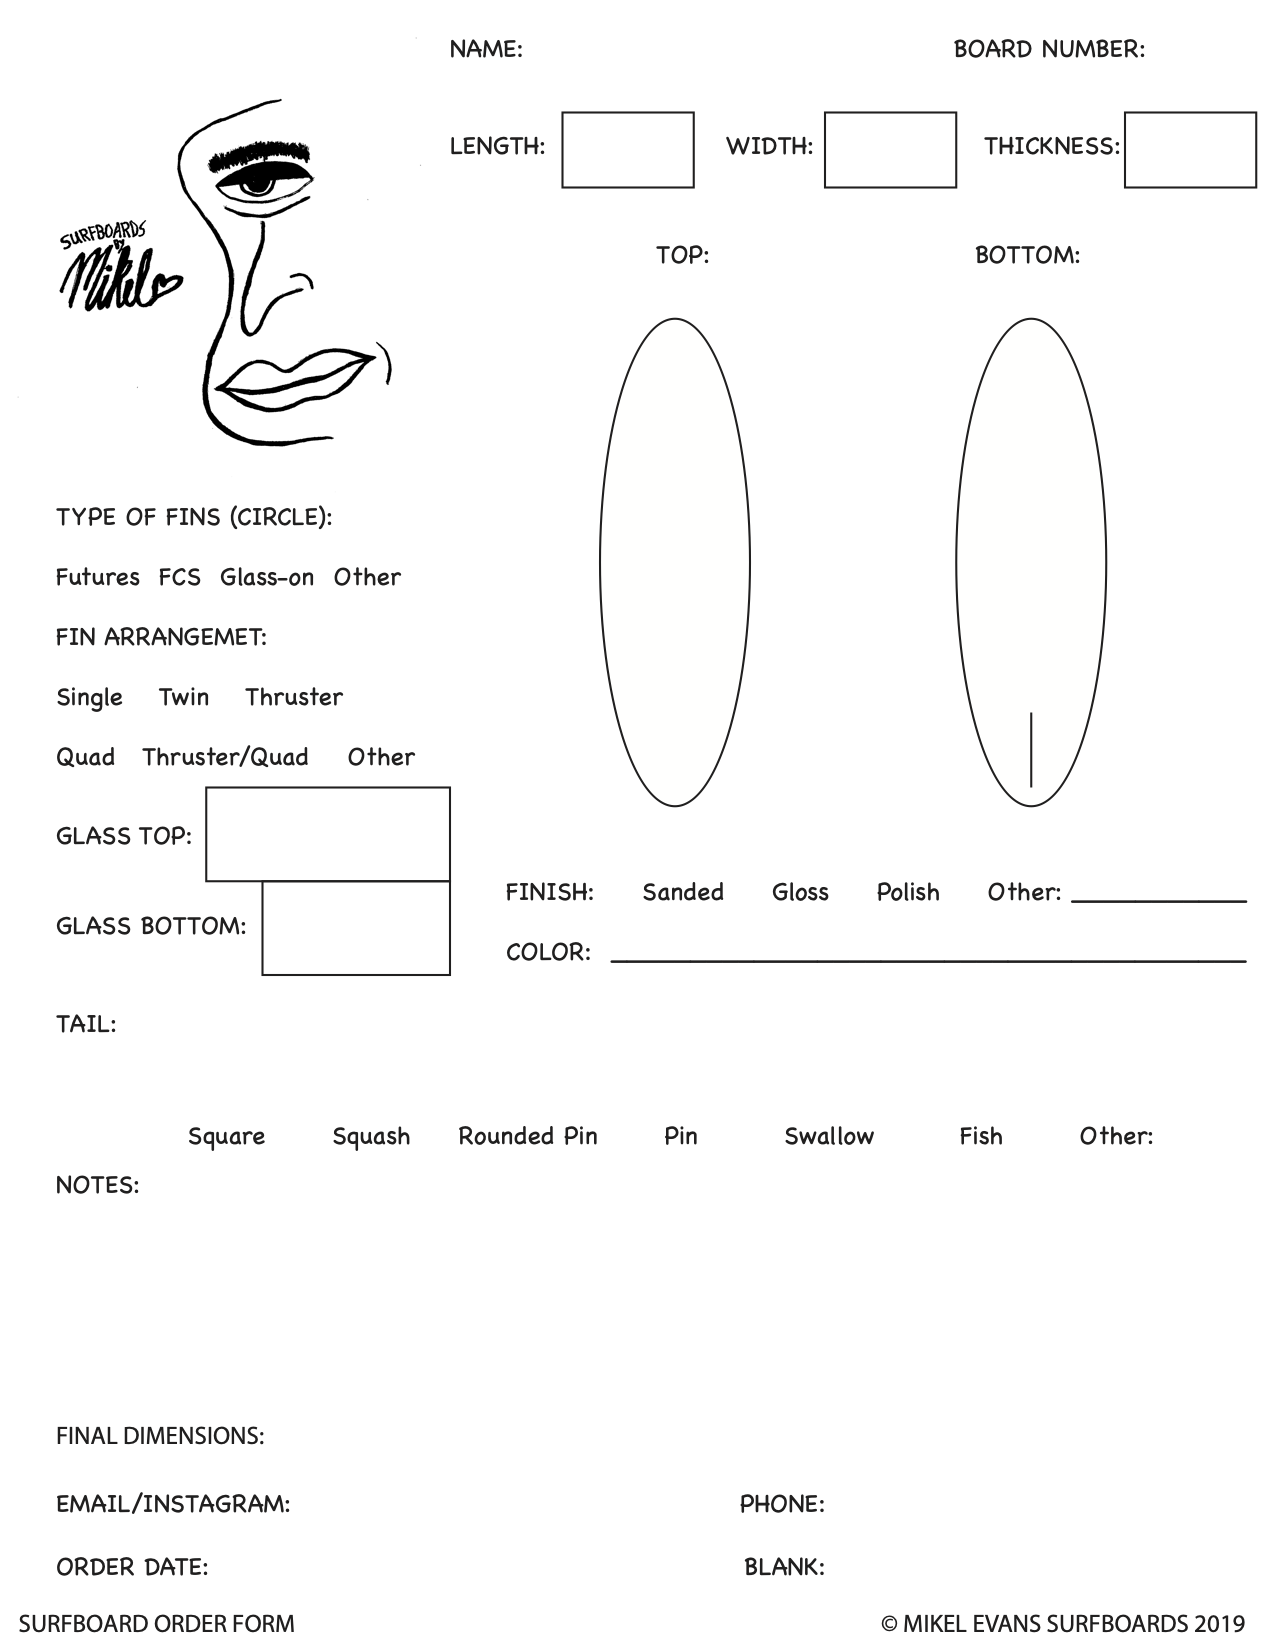 NAME: BOARD NUMBER:
LENGTH: WIDTH: THICKNESS:
SURFBOARDS
BY
Mikel
TOP: BOTTOM:
TYPE OF FINS (CIRCLE):
Futures FCS Glass-on Other
FIN ARRANGEMET:
Single Twin Thruster
Quad Thruster/Quad Other
GLASS TOP:
GLASS BOTTOM:
FINISH: Sanded Gloss Polish Other: ______________
COLOR: ______________
TAIL:
Square Squash Rounded Pin Pin Swallow Fish Other:
NOTES:
FINAL DIMENSIONS:
EMAIL/INSTAGRAM: PHONE:
ORDER DATE: BLANK:
SURFBOARD ORDER FORM © MIKEL EVANS SURFBOARDS 2019